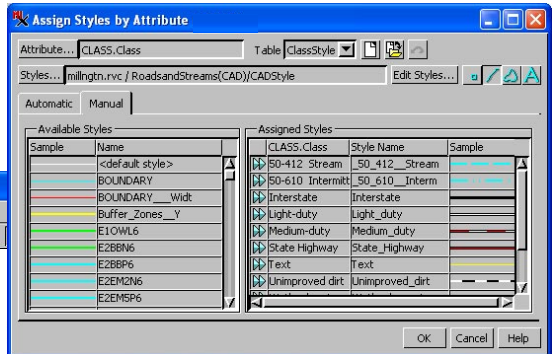 Assign Styles by Attribute
Attribute... CLASS.Class Table ClassStyle
Styles... millngtn.rvc / RoadsandStreams(CAD)/CADStyle Edit Styles...
Automatic Manual
Available Styles Assigned Styles
Sample Name CLASS.Class Style Name Sample
<default style> 50-412 Stream _50_412__Stream
BOUNDARY 50-610 Intermitt _50_610__Interm
BOUNDARY___Widt Interstate Interstate
Buffer_Zones__Y Light-duty Light_duty
E1OWL6 Medium-duty Medium_duty
E2BBN6 State Highway State_Highway
E2BBP6 Text Text
E2EM2N6 Unimproved dirt Unimproved_dirt
E2EM5P6
OK Cancel Help